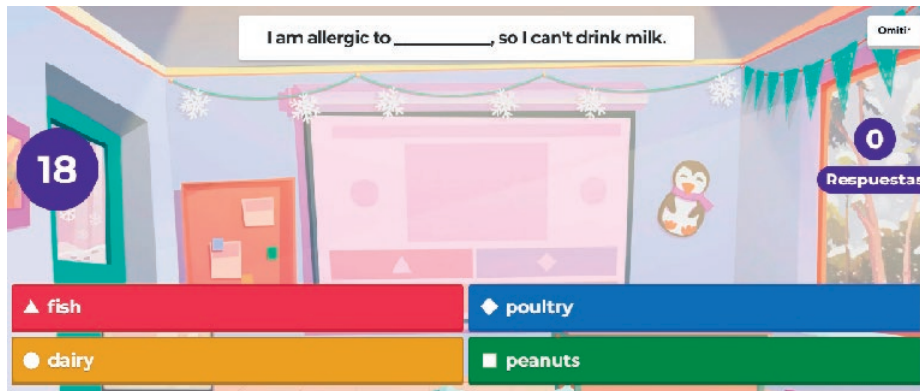 I am allergic to __________, so I can't drink milk.
Omitir
18
0
Respuestas
fish
poultry
dairy
peanuts